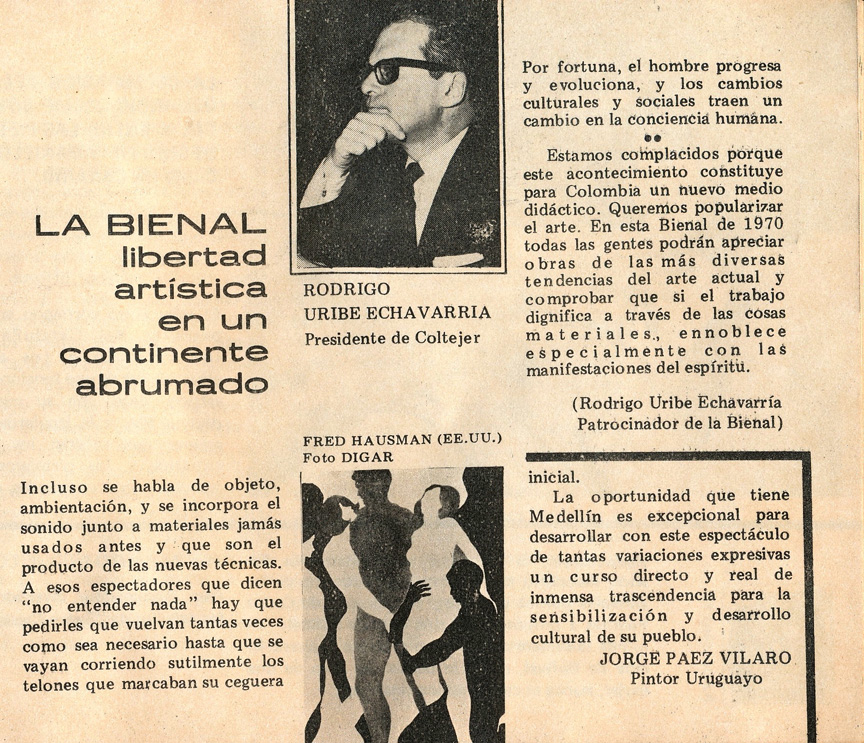 LA BIENAL
libertad
artística
en un
continente
abrumado
RODRIGO
URIBE ECHAVARRIA
Presidente de Coltejer
Por fortuna, el hombre progresa
y evoluciona, y los cambios
culturales y sociales traen un
cambio en la conciencia humana.
••
Estamos complacidos porque
este acontecimiento constituye
para Colombia un nuevo medio
didáctico. Queremos popularizar
el arte. En esta Bienal de 1970
todas las gentes podrán apreciar
obras de las más diversas
tendencias del arte actual y
comprobar que si el trabajo
dignifica a través de las cosas
materiales., ennoblece
especialmente con las
manifestaciones del espíritu.
(Rodrigo Uribe Echavarría
Patrocinador de la Bienal)
FRED HAUSMAN (EE.UU.)
Foto DIGAR
Incluso se habla de objeto,
ambientación, y se incorpora el
sonido junto a materiales jamás
usados antes y que son el
producto de las nuevas técnicas.
A esos espectadores que dicen
"no entender nada" hay que
pedirles que vuelvan tantas veces
como sea necesario hasta que se
vayan corriendo sutilmente los
telones que marcaban su ceguera
inicial.
La oportunidad que tiene
Medellín es excepcional para
desarrollar con este espectáculo
de tantas variaciones expresivas
un curso directo y real de
inmensa trascendencia para la
sensibilización y desarrollo
cultural de su pueblo.
JORGE PAEZ VILARO
Pintor Uruguayo